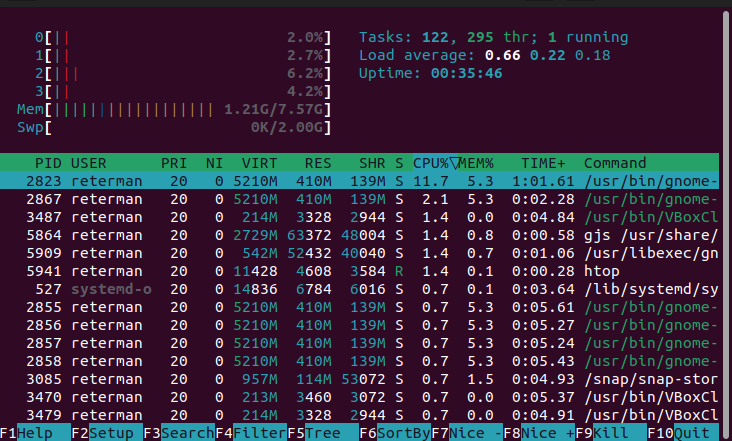 0[|| 2.0%] Tasks: 122, 295 thr; 1 running
1[|| 2.7%] Load average: 0.66 0.22 0.18
2[||| 6.2%] Uptime: 00:35:46
3[|| 4.2%]
Mem[||||||||||||||||||| 1.21G/7.57G]
Swp[ 0K/2.00G]
PID USER PRI NI VIRT RES SHR S CPU%▽MEM% TIME+ Command
2823 reterman 20 0 5210M 410M 139M S 11.7 5.3 1:01.61 /usr/bin/gnome-
2867 reterman 20 0 5210M 410M 139M S 2.1 5.3 0:02.28 /usr/bin/gnome-
3487 reterman 20 0 214M 3328 2944 S 1.4 0.0 0:04.84 /usr/bin/VBoxCl
5864 reterman 20 0 2729M 63372 48004 S 1.4 0.8 0:00.58 gjs /usr/share/
5909 reterman 20 0 542M 52432 40040 S 1.4 0.7 0:01.06 /usr/libexec/gn
5941 reterman 20 0 11428 4608 3584 R 1.4 0.1 0:00.28 htop
527 systemd-o 20 0 14836 6784 6016 S 0.7 0.1 0:03.64 /lib/systemd/sy
2855 reterman 20 0 5210M 410M 139M S 0.7 5.3 0:05.61 /usr/bin/gnome-
2856 reterman 20 0 5210M 410M 139M S 0.7 5.3 0:05.27 /usr/bin/gnome-
2857 reterman 20 0 5210M 410M 139M S 0.7 5.3 0:05.24 /usr/bin/gnome-
2858 reterman 20 0 5210M 410M 139M S 0.7 5.3 0:05.43 /usr/bin/gnome-
3085 reterman 20 0 957M 114M 53072 S 0.7 1.5 0:04.93 /snap/snap-stor
3470 reterman 20 0 213M 3460 3072 S 0.7 0.0 0:05.37 /usr/bin/VBoxCl
3479 reterman 20 0 214M 3328 2944 S 0.7 0.0 0:04.91 /usr/bin/VBoxCl
F1Help F2Setup F3SearchF4FilterF5Tree F6SortByF7Nice -F8Nice +F9Kill F10Quit